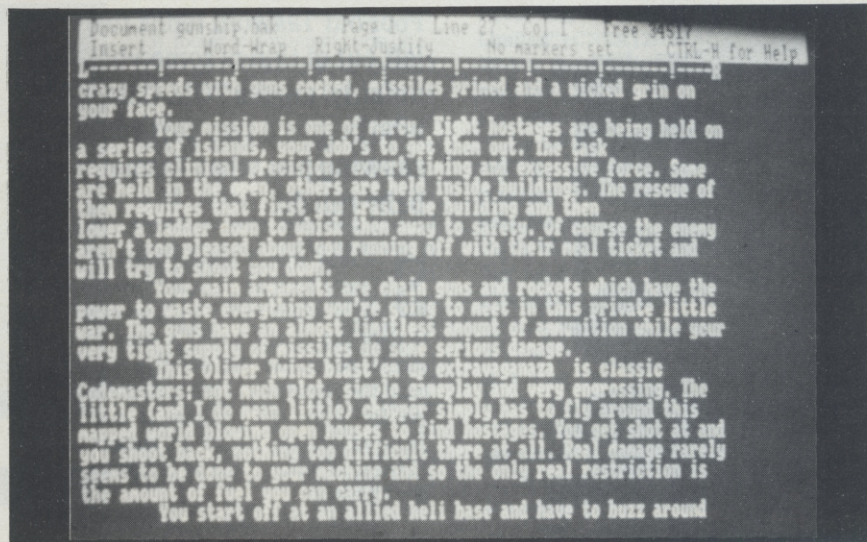 Document gunship.bak Page 1 Line 27 Col 1 Free 34517
Insert Word-Wrap Right-Justify No markers set CTRL-H for Help
crazy speeds with guns cocked, missiles primed and a wicked grin on
your face.
Your mission is one of mercy. Eight hostages are being held on
a series of islands, your job's to get them out. The task
requires clinical precision, expert timing and excessive force. Some
are held in the open, others are held inside buildings. The rescue of
them requires that first you trash the building and then
lower a ladder down to whisk them away to safety. Of course the enemy
aren't too pleased about you running off with their meal ticket and
will try to shoot you down.
Your main armaments are chain guns and rockets which have the
power to waste everything you're going to meet in this private little
war. The guns have an almost limitless amount of ammunition while your
very tight supply of missiles do some serious damage.
This Oliver Twins blast'em up extravaganza is classic
Codemasters: not much plot, simple gameplay and very engrossing. The
little (and I do mean little) chopper simply has to fly around this
mapped world blowing open houses to find hostages. You get shot at and
you shoot back, nothing too difficult there at all. Real damage rarely
seems to be done to your machine and so the only real restriction is
the amount of fuel you can carry.
You start off at an allied heli base and have to buzz around